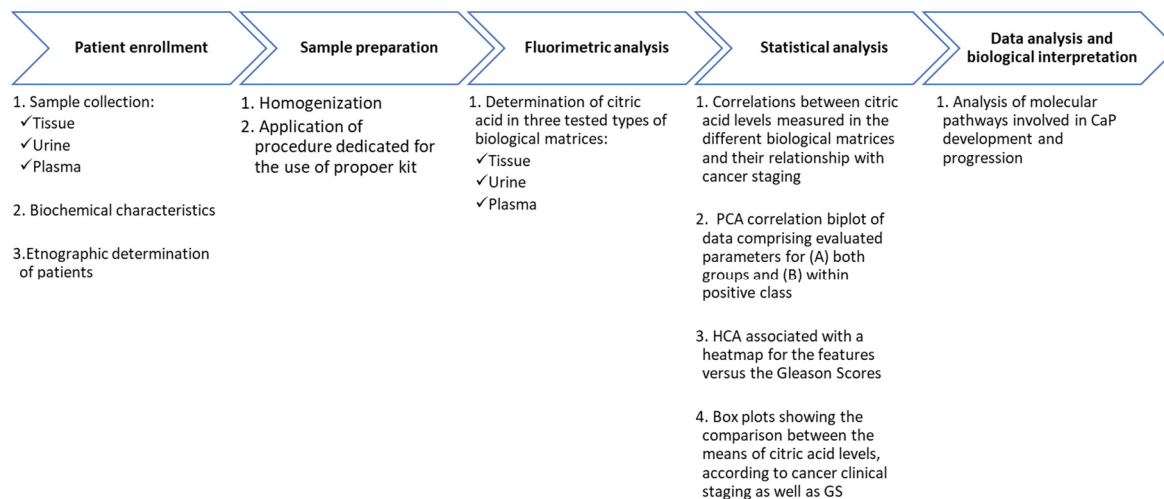 Patient enrollment
Sample preparation
Fluorimetric analysis
Statistical analysis
Data analysis and
biological interpretation
1. Sample collection:
✓Tissue
✓Urine
✓Plasma
2. Biochemical characteristics
3.Etnographic determination
of patients
1. Homogenization
2. Application of
procedure dedicated for
the use of propoer kit
1. Determination of citric
acid in three tested types of
biological matrices:
✓Tissue
✓Urine
✓Plasma
1. Correlations between citric
acid levels measured in the
different biological matrices
and their relationship with
cancer staging
2. PCA correlation biplot of
data comprising evaluated
parameters for (A) both
groups and (B) within
positive class
3. HCA associated with a
heatmap for the features
versus the Gleason Scores
4. Box plots showing the
comparison between the
means of citric acid levels,
according to cancer clinical
staging as well as GS
1. Analysis of molecular
pathways involved in CaP
development and
progression